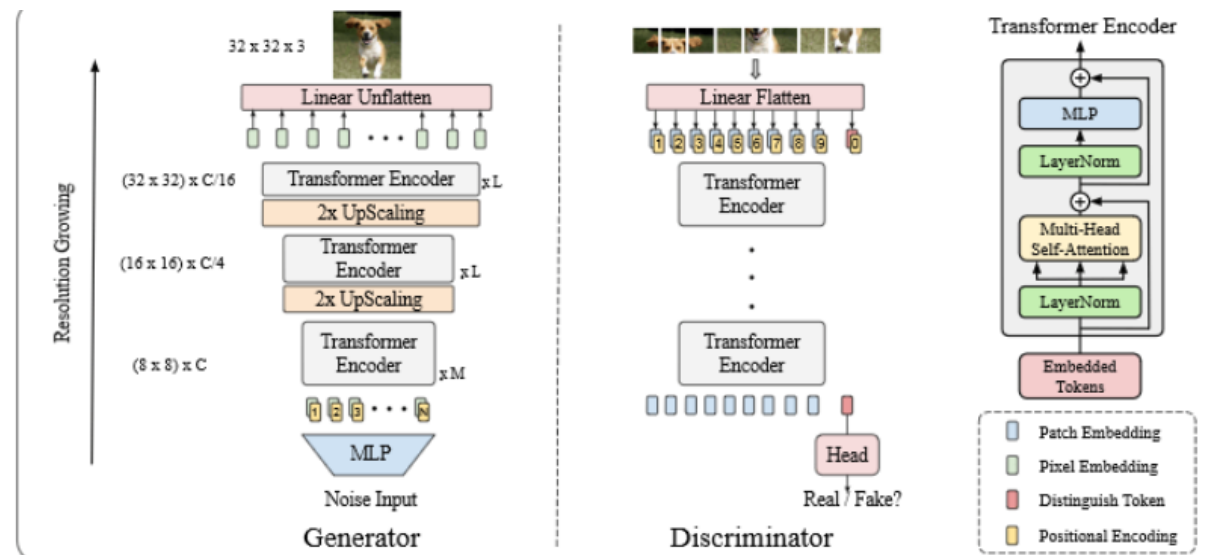 32 x 32 x 3
Linear Unflatten
(32 x 32) x C/16
Transformer Encoder
x L
2x UpScaling
(16 x 16) x C/4
Transformer
Encoder
x L
2x UpScaling
(8 x 8) x C
Transformer
Encoder
x M
1 2 3 N
MLP
Noise Input
Generator
Resolution Growing
Linear Flatten
1 2 3 4 5 6 7 8 9 0
Transformer
Encoder
Transformer
Encoder
Head
Real / Fake?
Discriminator
Transformer Encoder
MLP
LayerNorm
Multi-Head
Self-Attention
LayerNorm
Embedded
Tokens
Patch Embedding
Pixel Embedding
Distinguish Token
Positional Encoding